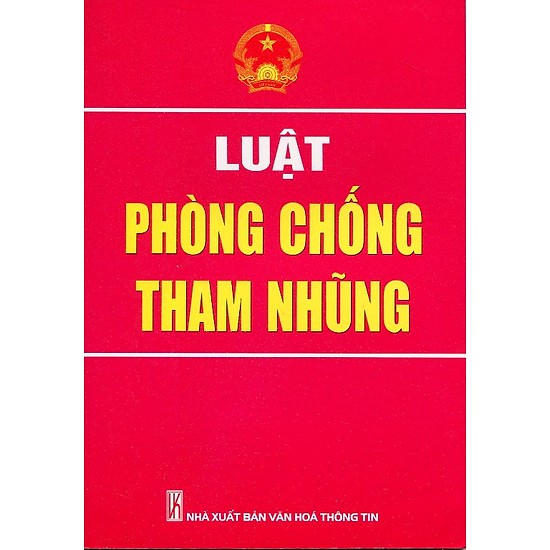 LUẬT
PHÒNG CHỐNG
THAM NHŨNG
NHÀ XUẤT BẢN VĂN HOÁ THÔNG TIN